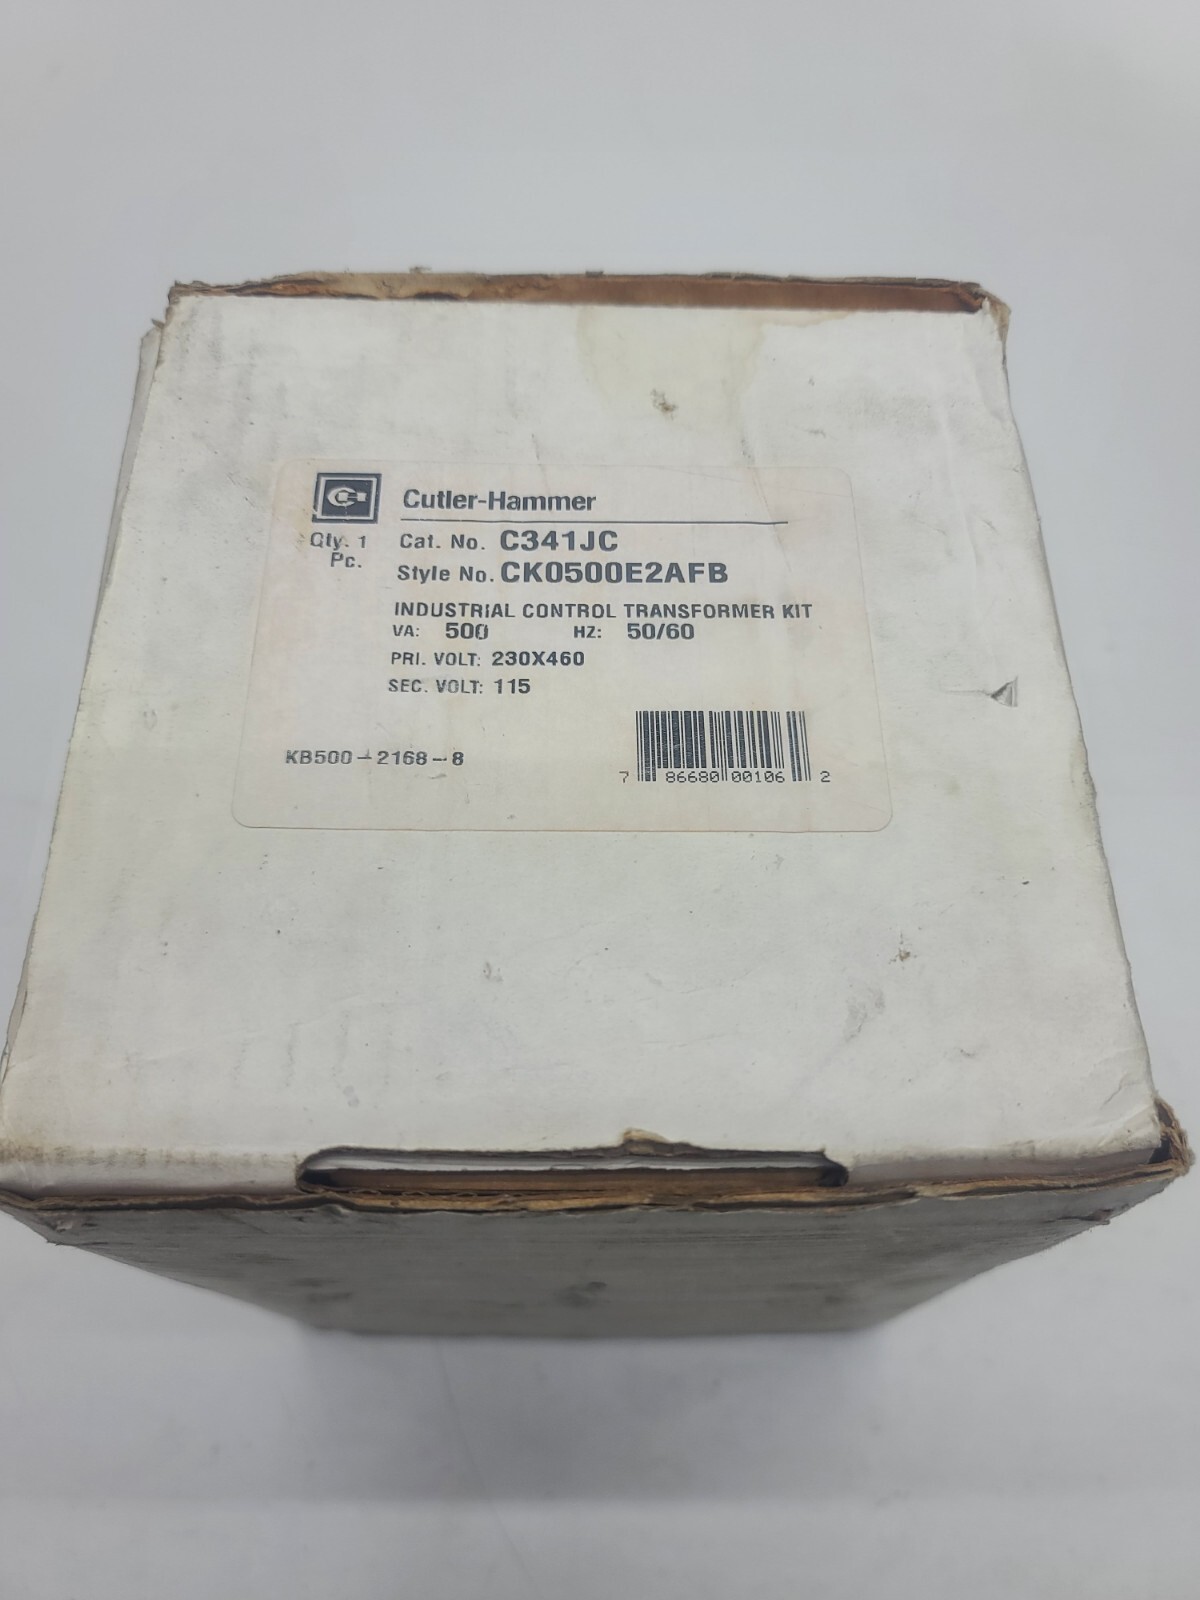 Cutler-Hammer
Qty. 1 Cat. No. C341JC
Pc. Style No. CK0500E2AFB
INDUSTRIAL CONTROL TRANSFORMER KIT
VA: 500 HZ: 50/60
PRI. VOLT: 230X460
SEC. VOLT: 115
KB500-2168-8
7 86680 00106 2